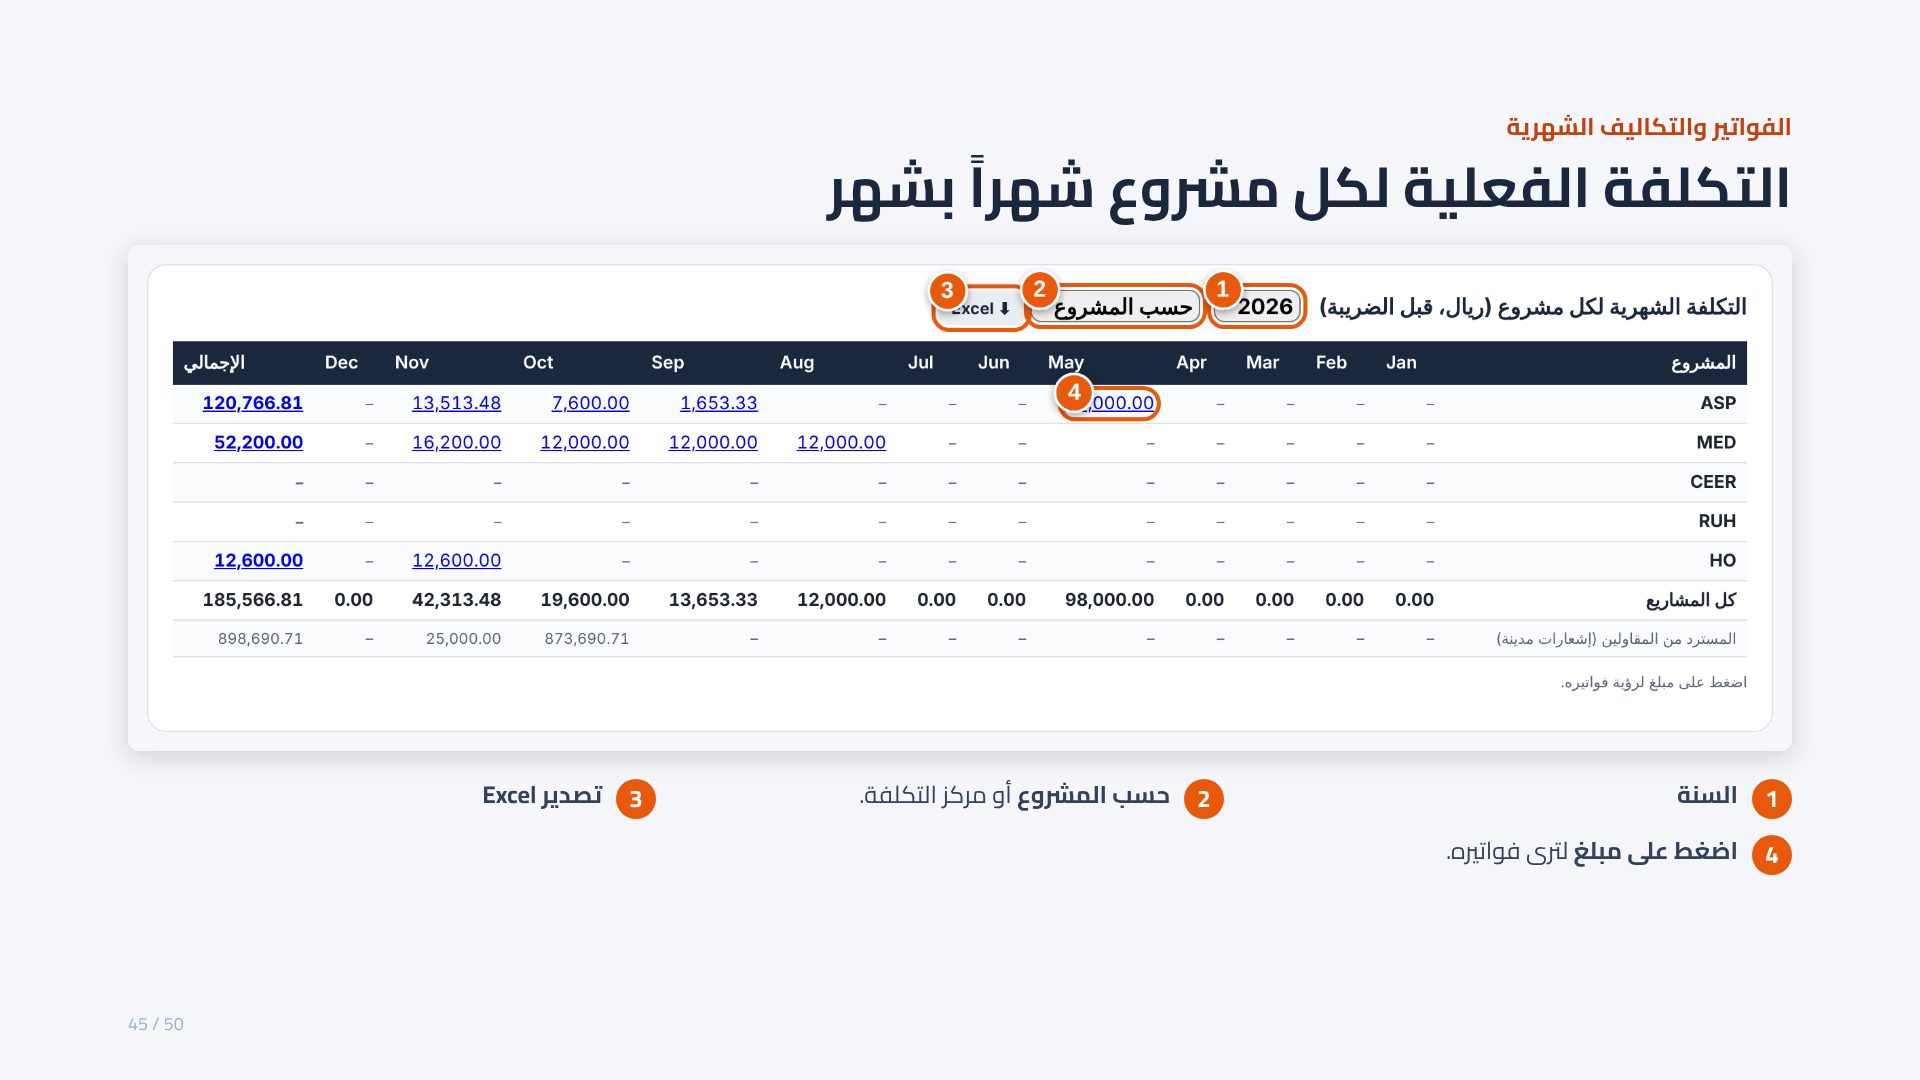 الفواتير والتكاليف الشهرية
التكلفة الفعلية لكل مشروع شهراً بشهر
التكلفة الشهرية لكل مشروع (ريال، قبل الضريبة) 2026 حسب المشروع Excel ⬇
1 2 3
المشروع Jan Feb Mar Apr May Jun Jul Aug Sep Oct Nov Dec الإجمالي
4
ASP – – – – ,000.00 – – – 1,653.33 7,600.00 13,513.48 – 120,766.81
MED – – – – – – – 12,000.00 12,000.00 12,000.00 16,200.00 – 52,200.00
CEER – – – – – – – – – – – – –
RUH – – – – – – – – – – – – –
HO – – – – – – – – – – 12,600.00 – 12,600.00
كل المشاريع 0.00 0.00 0.00 0.00 98,000.00 0.00 0.00 12,000.00 13,653.33 19,600.00 42,313.48 0.00 185,566.81
المسترد من المقاولين (إشعارات مدينة) – – – – – – – – – 873,690.71 25,000.00 – 898,690.71
اضغط على مبلغ لرؤية فواتيره.
1 السنة
2 حسب المشروع أو مركز التكلفة.
3 تصدير Excel
4 اضغط على مبلغ لترى فواتيره.
45 / 50